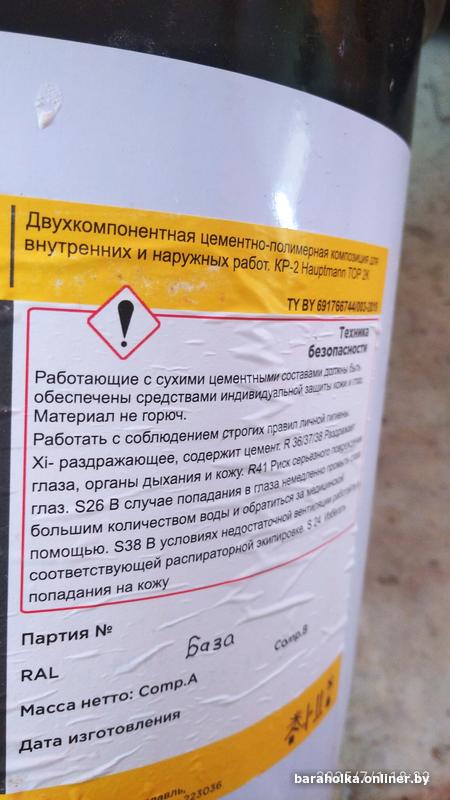 Двухкомпонентная цементно-полимерная композиция для
внутренних и наружных работ. КР-2 Hauptmann TOP 2K
ТУ BY 691766744/003-2019
Техника
безопасности
Работающие с сухими цементными составами должны быть
обеспечены средствами индивидуальной защиты кожи и глаз.
Материал не горюч.
Работать с соблюдением строгих правил личной гигиены.
Xi- раздражающее, содержит цемент. R 36/37/38 Раздражает
глаза, органы дыхания и кожу. R41 Риск серьезного повреждения
глаз. S26 В случае попадания в глаза немедленно промыть глаза
большим количеством воды и обратиться за медицинской
помощью. S38 В условиях недостаточной вентиляции работать в
соответствующей распираторной экипировке. S 24 Избегать
попадания на кожу
Партия №
RAL База
Масса нетто: Comp.A Comp.B
Дата изготовления
223036
baraholka.onliner.by